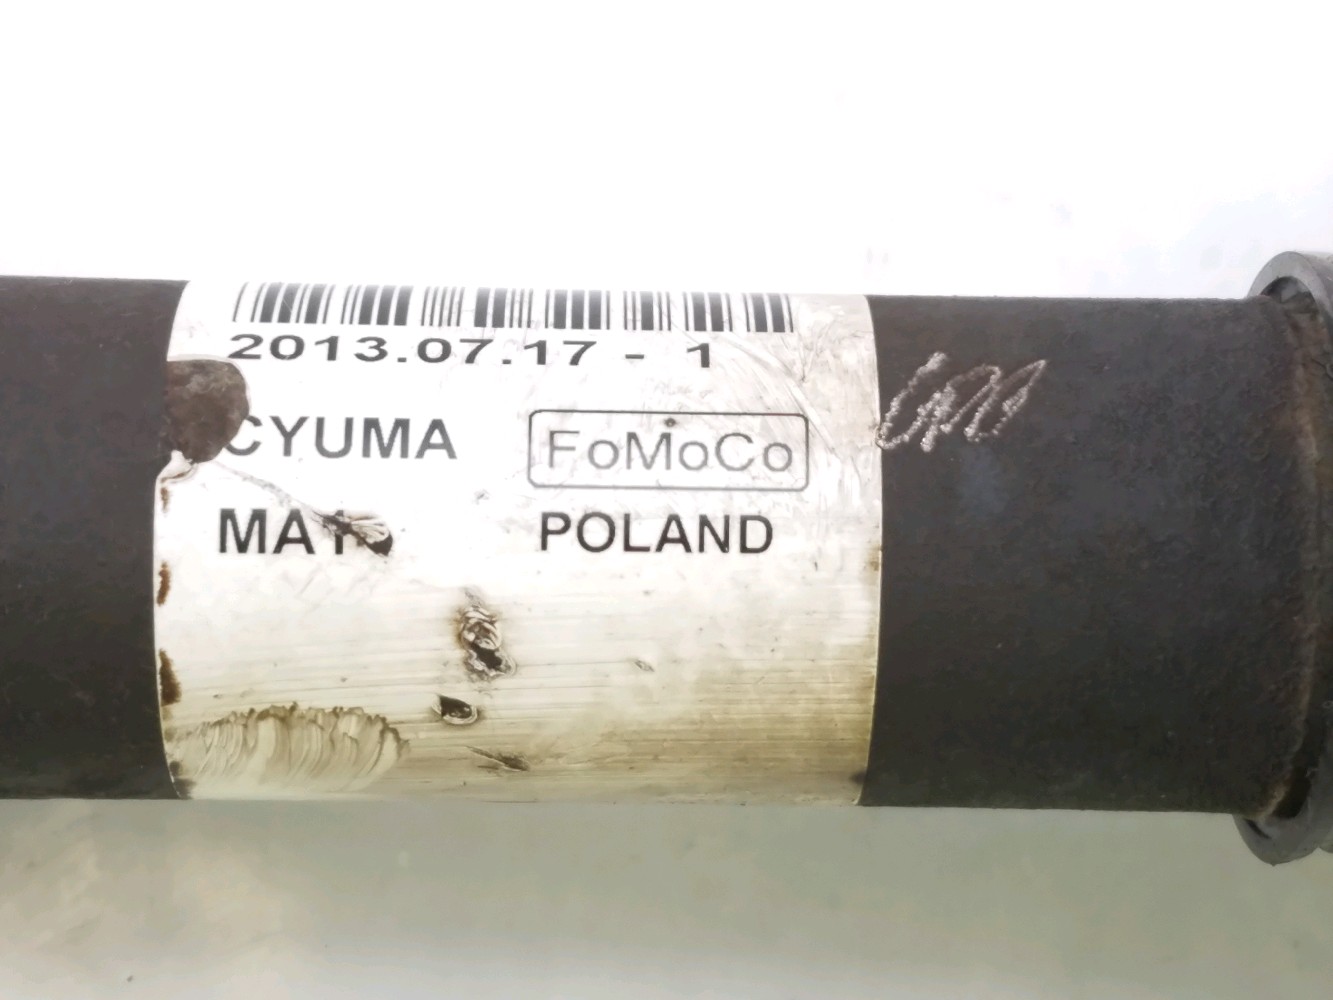 2013.07.17 - 1
CYUMA FoMoCo
POLAND